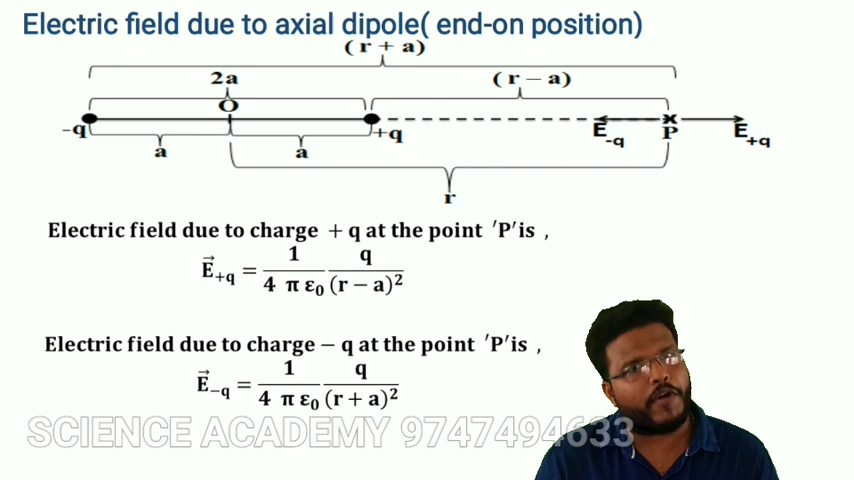 Electric field due to axial dipole( end-on position)
(r + a)
2a
(r − a)
O
-q
+q
E-q
P
E+q
a
a
r
Electric field due to charge + q at the point ′P′is ,
E⃗+q = 1/(4 π ε0) q/(r − a)²
Electric field due to charge − q at the point ′P′is ,
E⃗−q = 1/(4 π ε0) q/(r + a)²
SCIENCE ACADEMY 9747494633